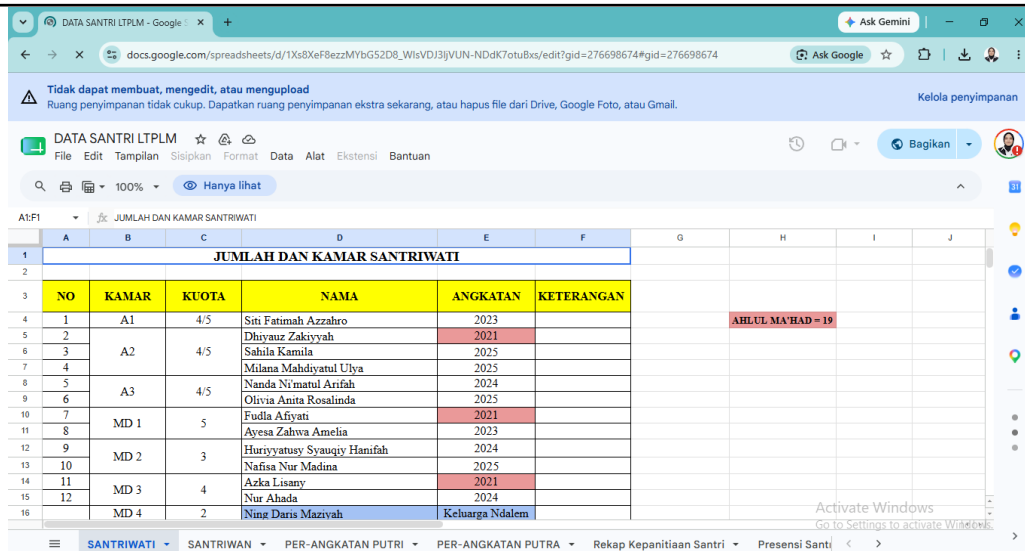 DATA SANTRI LTPLM - Google S
Ask Gemini
docs.google.com/spreadsheets/d/1Xs8XeF8ezzMYbG52D8_WIsVDJ3IjVUN-NDdK7otuBxs/edit?gid=276698674#gid=276698674
Ask Google
Tidak dapat membuat, mengedit, atau mengupload
Ruang penyimpanan tidak cukup. Dapatkan ruang penyimpanan ekstra sekarang, atau hapus file dari Drive, Google Foto, atau Gmail.
Kelola penyimpanan
DATA SANTRI LTPLM
File Edit Tampilan Sisipkan Format Data Alat Ekstensi Bantuan
Bagikan
100% Hanya lihat
31
A1:F1 fx JUMLAH DAN KAMAR SANTRIWATI
A B C D E F G H I J
1 JUMLAH DAN KAMAR SANTRIWATI
2
3 NO KAMAR KUOTA NAMA ANGKATAN KETERANGAN
4 1 A1 4/5 Siti Fatimah Azzahro 2023 AHLUL MA'HAD = 19
5 2 Dhiyauz Zakiyyah 2021
6 3 A2 4/5 Sahila Kamila 2025
7 4 Milana Mahdiyatul Ulya 2025
8 5 A3 4/5 Nanda Ni'matul Arifah 2024
9 6 Olivia Anita Rosalinda 2025
10 7 MD 1 5 Fudla Afiyati 2021
11 8 Ayesa Zahwa Amelia 2023
12 9 MD 2 3 Huriyyatusy Syauqiy Hanifah 2024
13 10 Nafisa Nur Madina 2025
14 11 MD 3 4 Azka Lisany 2021
15 12 Nur Ahada 2024
16 MD 4 2 Ning Daris Maziyah Keluarga Ndalem
Activate Windows
Go to Settings to activate Windows.
SANTRIWATI SANTRIWAN PER-ANGKATAN PUTRI PER-ANGKATAN PUTRA Rekap Kepanitiaan Santri Presensi Santr